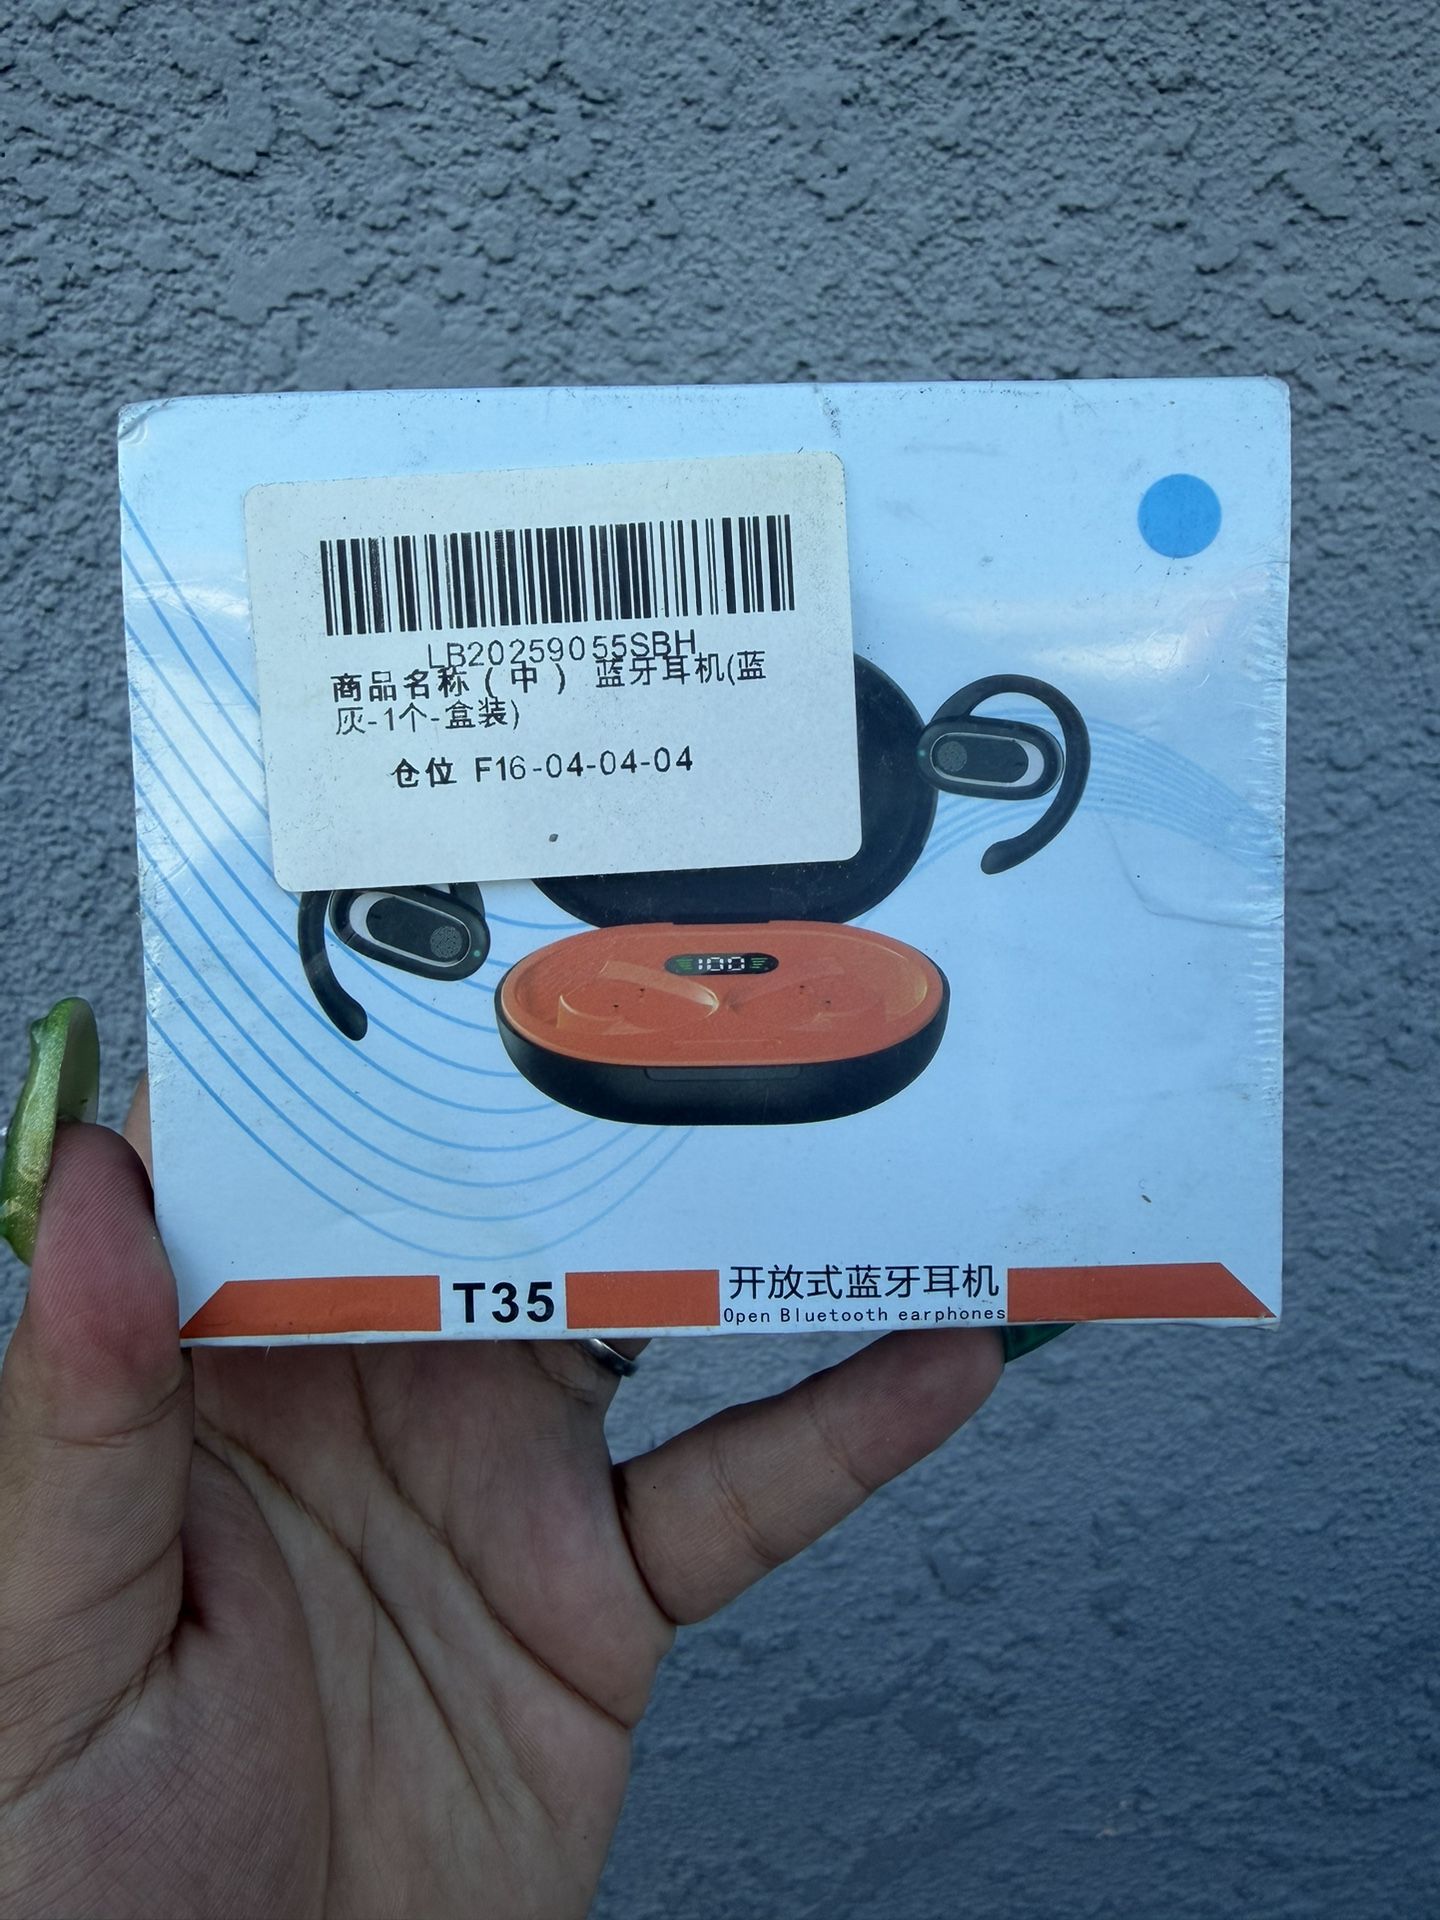 LB20259055SBH
商品名称(中) 蓝牙耳机(蓝
灰-1个-盒装)
仓位 F16-04-04-04
100
T35
开放式蓝牙耳机
Open Bluetooth earphones